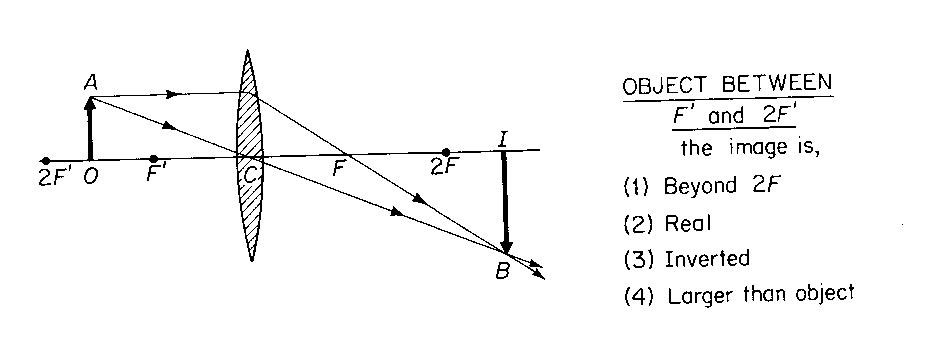 A
2F'
O
F'
C
F
2F
I
B
OBJECT BETWEEN
F' and 2F'
the image is,
(1) Beyond 2F
(2) Real
(3) Inverted
(4) Larger than object